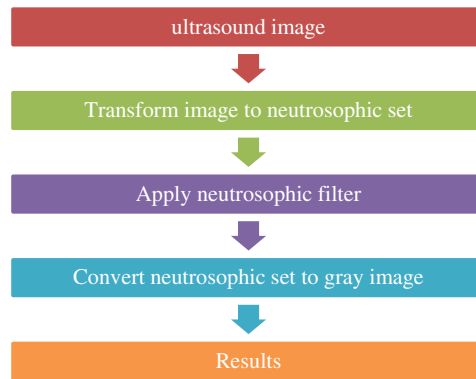 ultrasound image
Transform image to neutrosophic set
Apply neutrosophic filter
Convert neutrosophic set to gray image
Results